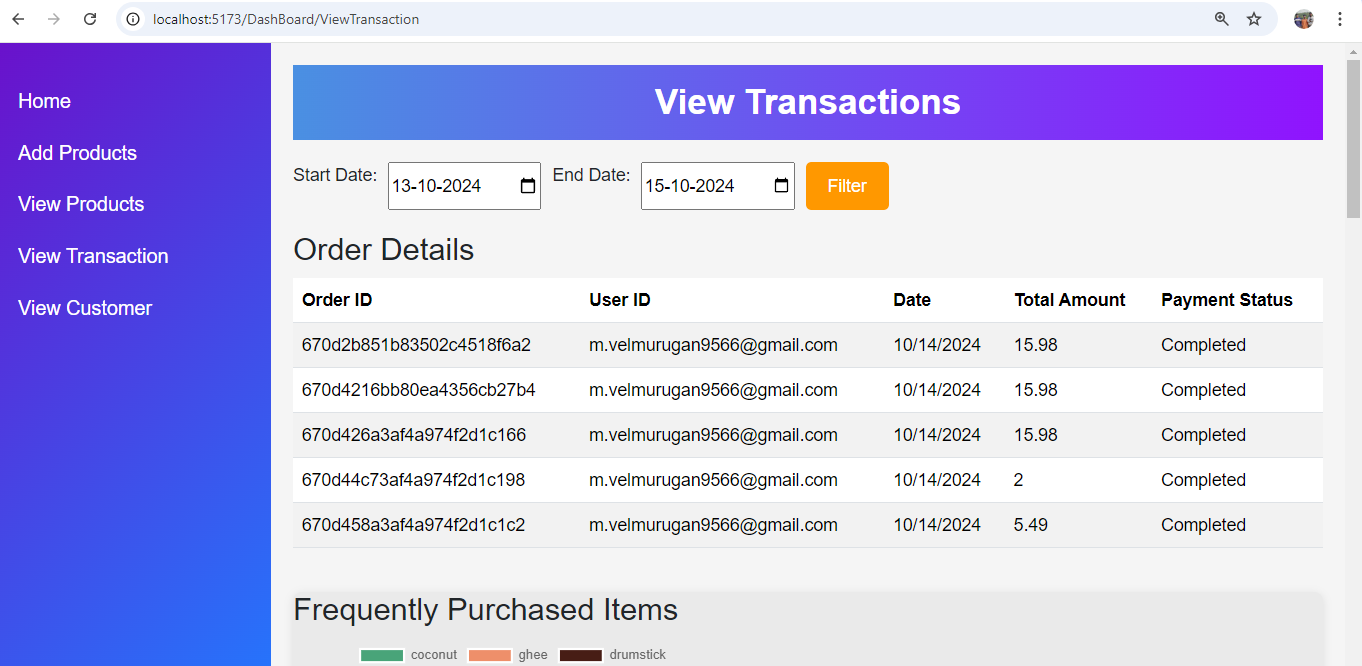 localhost:5173/DashBoard/ViewTransaction
Home
Add Products
View Products
View Transaction
View Customer
View Transactions
Start Date: 13-10-2024 End Date: 15-10-2024 Filter
Order Details
Order ID User ID Date Total Amount Payment Status
670d2b851b83502c4518f6a2 m.velmurugan9566@gmail.com 10/14/2024 15.98 Completed
670d4216bb80ea4356cb27b4 m.velmurugan9566@gmail.com 10/14/2024 15.98 Completed
670d426a3af4a974f2d1c166 m.velmurugan9566@gmail.com 10/14/2024 15.98 Completed
670d44c73af4a974f2d1c198 m.velmurugan9566@gmail.com 10/14/2024 2 Completed
670d458a3af4a974f2d1c1c2 m.velmurugan9566@gmail.com 10/14/2024 5.49 Completed
Frequently Purchased Items
coconut ghee drumstick